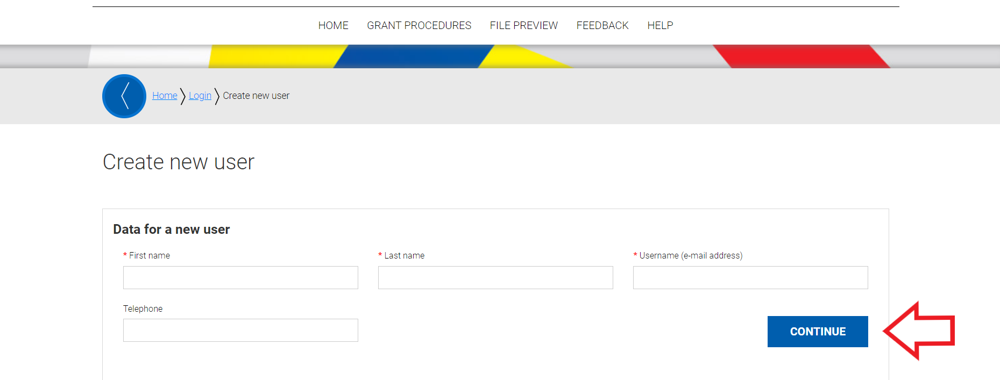 HOME GRANT PROCEDURES FILE PREVIEW FEEDBACK HELP
Home Login Create new user
Create new user
Data for a new user
* First name * Last name * Username (e-mail address)
Telephone
CONTINUE